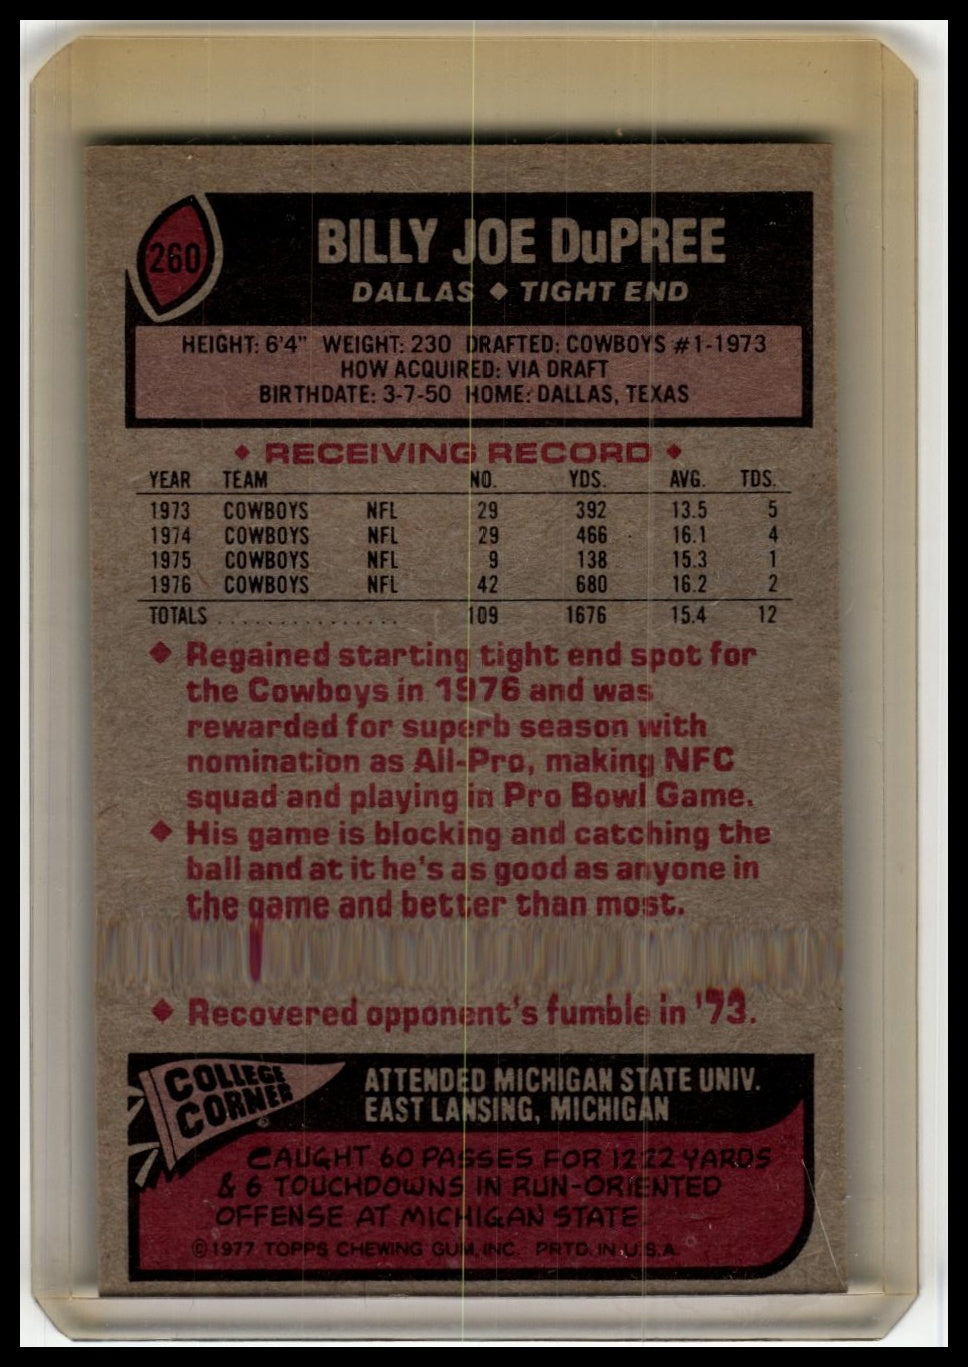 260
BILLY JOE DuPREE
DALLAS ◆ TIGHT END
HEIGHT: 6'4" WEIGHT: 230 DRAFTED: COWBOYS #1-1973
HOW ACQUIRED: VIA DRAFT
BIRTHDATE: 3-7-50 HOME: DALLAS, TEXAS
◆ RECEIVING RECORD ◆
YEAR TEAM NO. YDS. AVG. TDS.
1973 COWBOYS NFL 29 392 13.5 5
1974 COWBOYS NFL 29 466 16.1 4
1975 COWBOYS NFL 9 138 15.3 1
1976 COWBOYS NFL 42 680 16.2 2
TOTALS . . . . . . . . . . . . . . . 109 1676 15.4 12
◆ Regained starting tight end spot for
the Cowboys in 1976 and was
rewarded for superb season with
nomination as All-Pro, making NFC
squad and playing in Pro Bowl Game.
◆ His game is blocking and catching the
ball and at it he's as good as anyone in
the game and better than most.
◆ Recovered opponent's fumble in '73.
COLLEGE
CORNER
ATTENDED MICHIGAN STATE UNIV.
EAST LANSING, MICHIGAN
CAUGHT 60 PASSES FOR 1222 YARDS
& 6 TOUCHDOWNS IN RUN-ORIENTED
OFFENSE AT MICHIGAN STATE.
©1977 TOPPS CHEWING GUM, INC. PRTD. IN U.S.A.